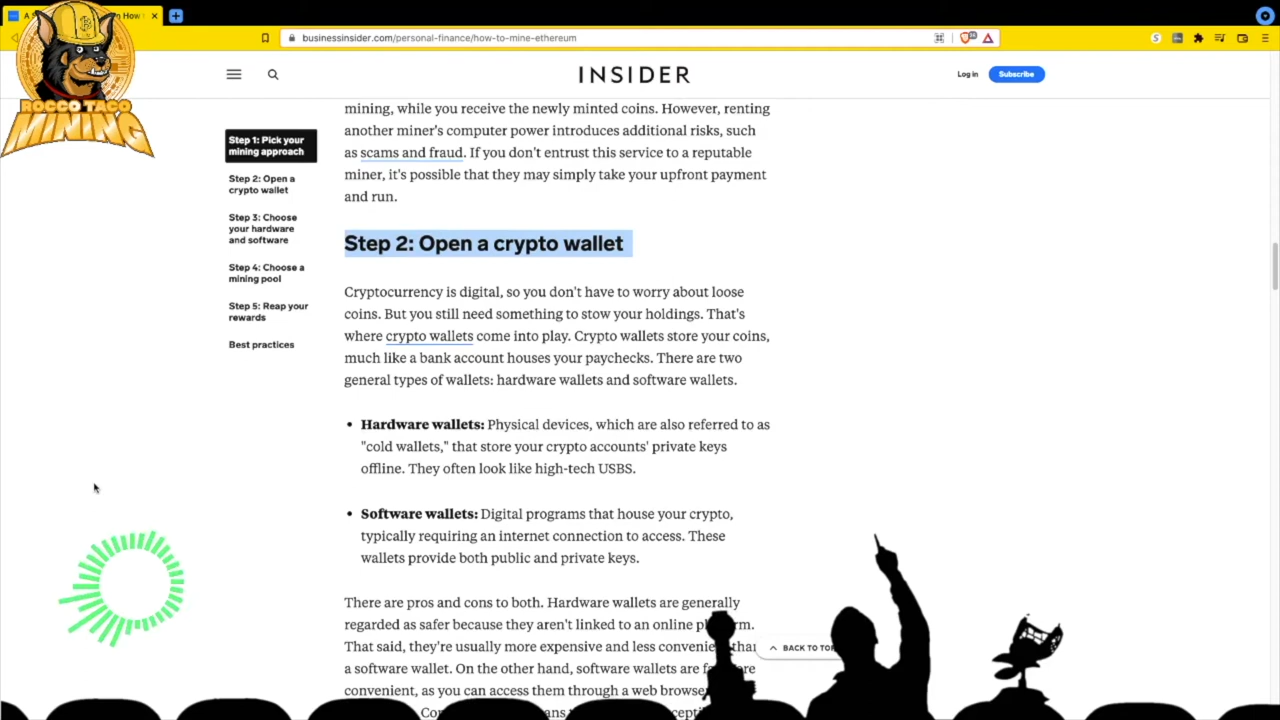 businessinsider.com/personal-finance/how-to-mine-ethereum
ROCCO TACO
MINING
INSIDER
Log in
Subscribe
Step 1: Pick your
mining approach
Step 2: Open a
crypto wallet
Step 3: Choose
your hardware
and software
Step 4: Choose a
mining pool
Step 5: Reap your
rewards
Best practices
mining, while you receive the newly minted coins. However, renting
another miner's computer power introduces additional risks, such
as scams and fraud. If you don't entrust this service to a reputable
miner, it's possible that they may simply take your upfront payment
and run.
Step 2: Open a crypto wallet
Cryptocurrency is digital, so you don't have to worry about loose
coins. But you still need something to stow your holdings. That's
where crypto wallets come into play. Crypto wallets store your coins,
much like a bank account houses your paychecks. There are two
general types of wallets: hardware wallets and software wallets.
• Hardware wallets: Physical devices, which are also referred to as
"cold wallets," that store your crypto accounts' private keys
offline. They often look like high-tech USBS.
• Software wallets: Digital programs that house your crypto,
typically requiring an internet connection to access. These
wallets provide both public and private keys.
There are pros and cons to both. Hardware wallets are generally
regarded as safer because they aren't linked to an online
That said, they're usually more expensive and less
a software wallet. On the other hand, software wallets are
convenient, as you can access them through a web
BACK TO